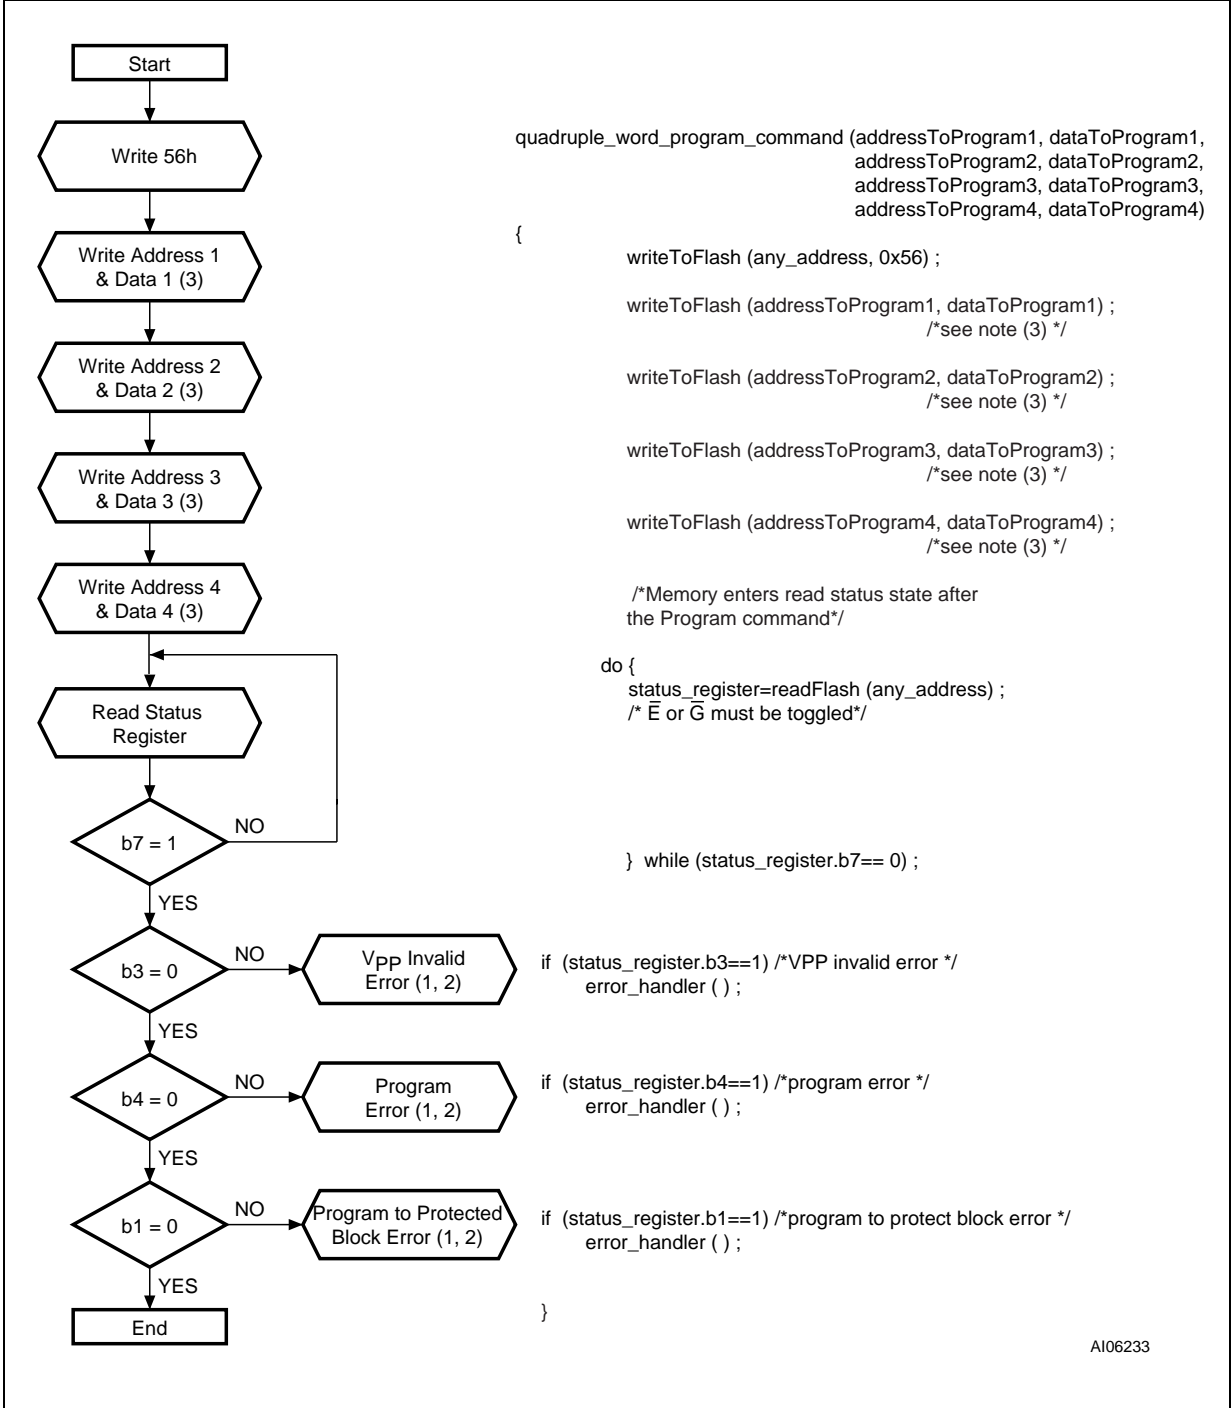 Start
Write 56h
Write Address 1
& Data 1 (3)
Write Address 2
& Data 2 (3)
Write Address 3
& Data 3 (3)
Write Address 4
& Data 4 (3)
Read Status
Register
b7 = 1
NO
YES
b3 = 0
NO
VPP Invalid
Error (1, 2)
YES
b4 = 0
NO
Program
Error (1, 2)
YES
b1 = 0
NO
Program to Protected
Block Error (1, 2)
YES
End
quadruple_word_program_command (addressToProgram1, dataToProgram1,
addressToProgram2, dataToProgram2,
addressToProgram3, dataToProgram3,
addressToProgram4, dataToProgram4)
{
writeToFlash (any_address, 0x56) ;
writeToFlash (addressToProgram1, dataToProgram1) ;
/*see note (3) */
writeToFlash (addressToProgram2, dataToProgram2) ;
/*see note (3) */
writeToFlash (addressToProgram3, dataToProgram3) ;
/*see note (3) */
writeToFlash (addressToProgram4, dataToProgram4) ;
/*see note (3) */
/*Memory enters read status state after
the Program command*/
do {
status_register=readFlash (any_address) ;
/* E̅ or G̅ must be toggled*/
} while (status_register.b7== 0) ;
if (status_register.b3==1) /*VPP invalid error */
error_handler ( ) ;
if (status_register.b4==1) /*program error */
error_handler ( ) ;
if (status_register.b1==1) /*program to protect block error */
error_handler ( ) ;
}
AI06233